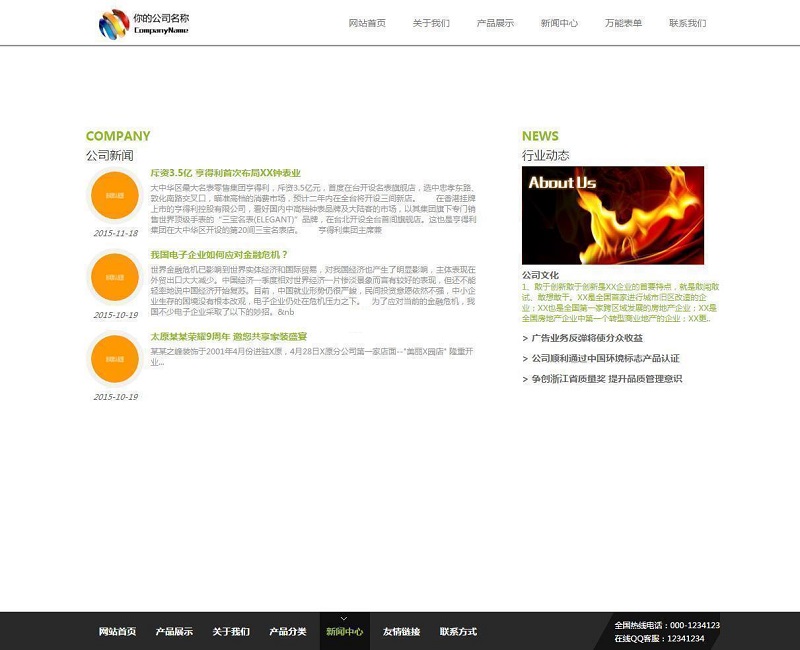 你的公司名称
CompanyName
网站首页 关于我们 产品展示 新闻中心 万能表单 联系我们
COMPANY
公司新闻
斥资3.5亿 亨得利首次布局XX钟表业
大中华区最大名表零售集团亨得利，斥资3.5亿元，首度在台开设名表旗舰店，选中忠孝东路、
敦化南路交叉口，瞄准高档的消费市场，预计二年内在全台将开设三间新店。 在香港挂牌
上市的亨得利控股有限公司，看好国内中高档钟表品牌及大陆客的市场，以其集团旗下专门销
售世界顶级手表的“三宝名表(ELEGANT)”品牌，在台北开设全台首间旗舰店。这也是亨得利
集团在大中华区开设的第20间三宝名表店。 亨得利集团主席兼
2015-11-18
我国电子企业如何应对金融危机？
世界金融危机已影响到世界实体经济和国际贸易，对我国经济也产生了明显影响，主体表现在
外贸出口大大减少。中国经济一季度相对世界经济一片惨淡景象而言有较好的表现，但还不能
轻率地说中国经济开始复苏。目前，中国就业形势仍很严峻，民间投资意愿依然不强，中小企
业生存的困境没有根本改观，电子企业仍处在危机压力之下。 为了应对当前的金融危机，我
国不少电子企业采取了以下的妙招。&nb
2015-10-19
太原某某荣耀9周年 邀您共享家装盛宴
某某之峰装饰于2001年4月份进驻X原，4月28日X原分公司第一家店面--"美丽X园店" 隆重开
业...
2015-10-19
NEWS
行业动态
About Us
公司文化
1、敢于创新敢于创新是XX企业的首要特点，就是敢闯敢
试、敢想敢干。XX是全国首家进行城市旧区改造的企
业；XX也是全国第一家跨区域发展的房地产企业；XX是
全国房地产企业中第一个转型商业地产的企业；XX更..
> 广告业务反弹将使分众收益
> 公司顺利通过中国环境标志产品认证
> 争创浙江省质量奖 提升品质管理意识
网站首页 产品展示 关于我们 产品分类 新闻中心 友情链接 联系方式
全国热线电话：000-1234123
在线QQ客服：12341234